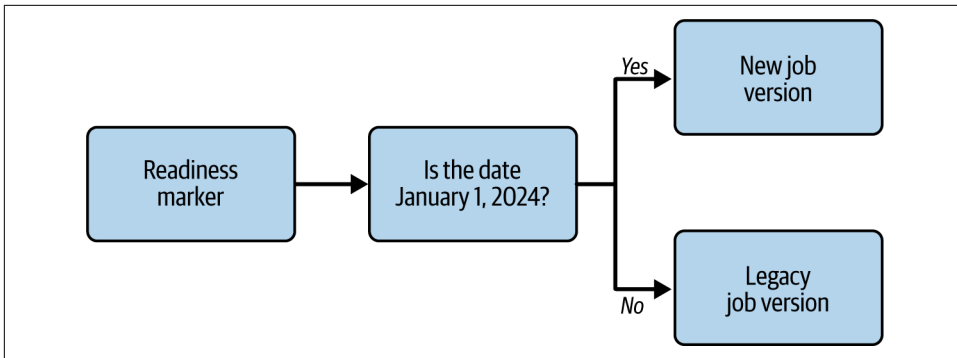 Readiness
marker
Is the date
January 1, 2024?
Yes
New job
version
No
Legacy
job version